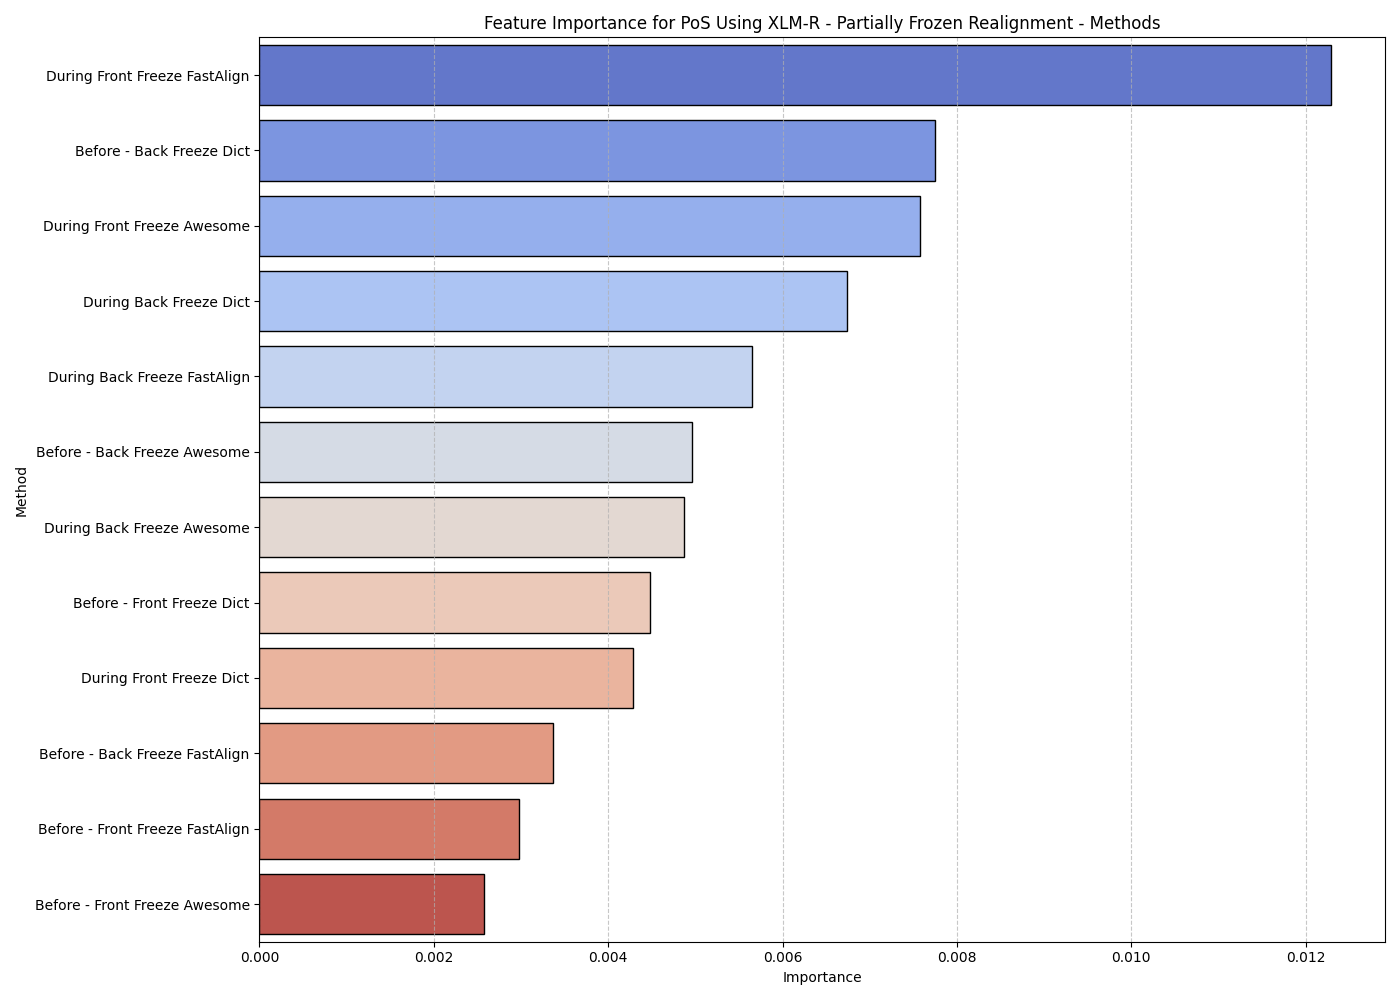 Feature Importance for PoS Using XLM-R - Partially Frozen Realignment - Methods
During Front Freeze FastAlign
Before - Back Freeze Dict
During Front Freeze Awesome
During Back Freeze Dict
During Back Freeze FastAlign
Before - Back Freeze Awesome
During Back Freeze Awesome
Before - Front Freeze Dict
During Front Freeze Dict
Before - Back Freeze FastAlign
Before - Front Freeze FastAlign
Before - Front Freeze Awesome
Method
0.000 0.002 0.004 0.006 0.008 0.010 0.012
Importance